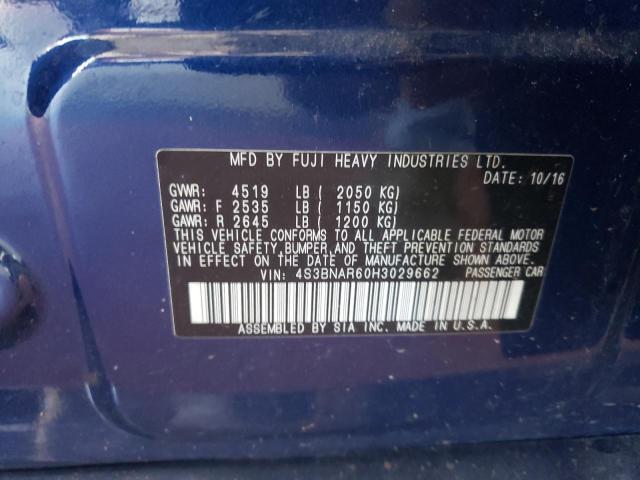 MFD BY FUJI HEAVY INDUSTRIES LTD.
DATE: 10/16
GVWR: 4519 LB ( 2050 KG)
GAWR: F 2535 LB ( 1150 KG)
GAWR: R 2645 LB ( 1200 KG)
THIS VEHICLE CONFORMS TO ALL APPLICABLE FEDERAL MOTOR
VEHICLE SAFETY, BUMPER, AND THEFT PREVENTION STANDARDS
IN EFFECT ON THE DATE OF MANUFACTURE SHOWN ABOVE.
VIN: 4S3BNAR60H3029662 PASSENGER CAR
ASSEMBLED BY SIA INC. MADE IN U.S.A.